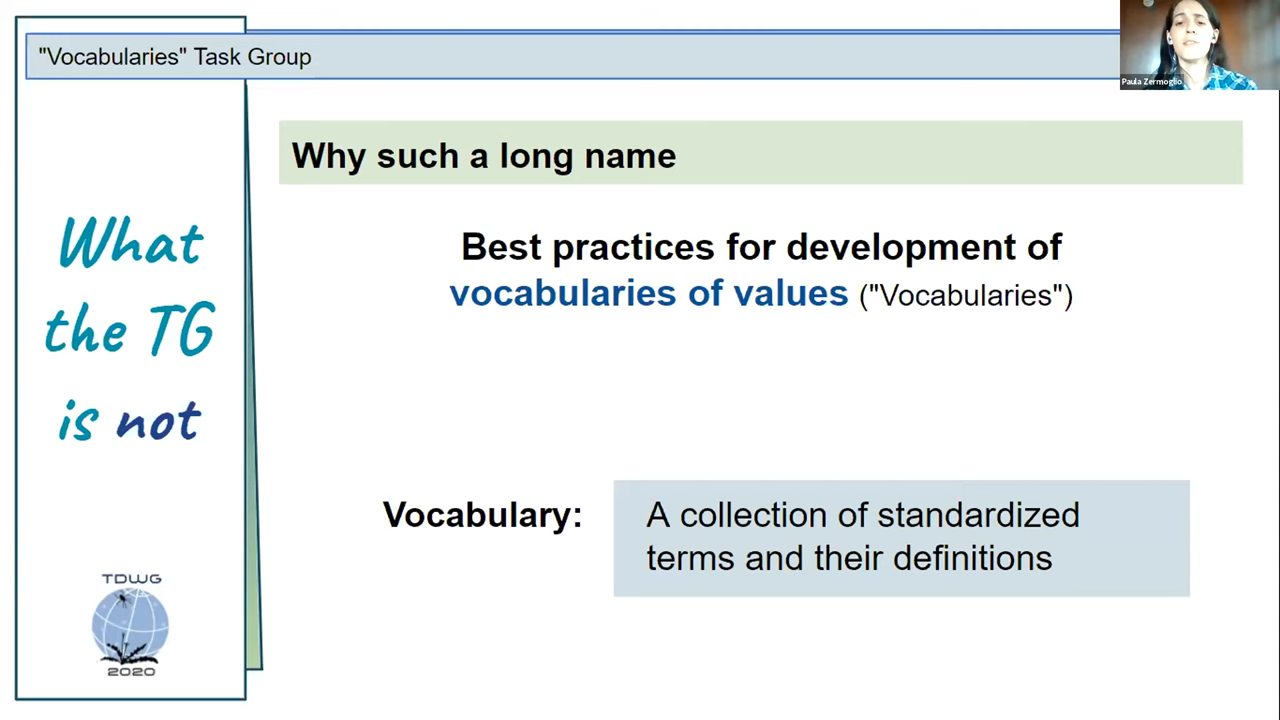 "Vocabularies" Task Group
Paula Zermoglio
Why such a long name
What
the TG
is not
Best practices for development of
vocabularies of values ("Vocabularies")
Vocabulary:
A collection of standardized
terms and their definitions
TDWG
2020